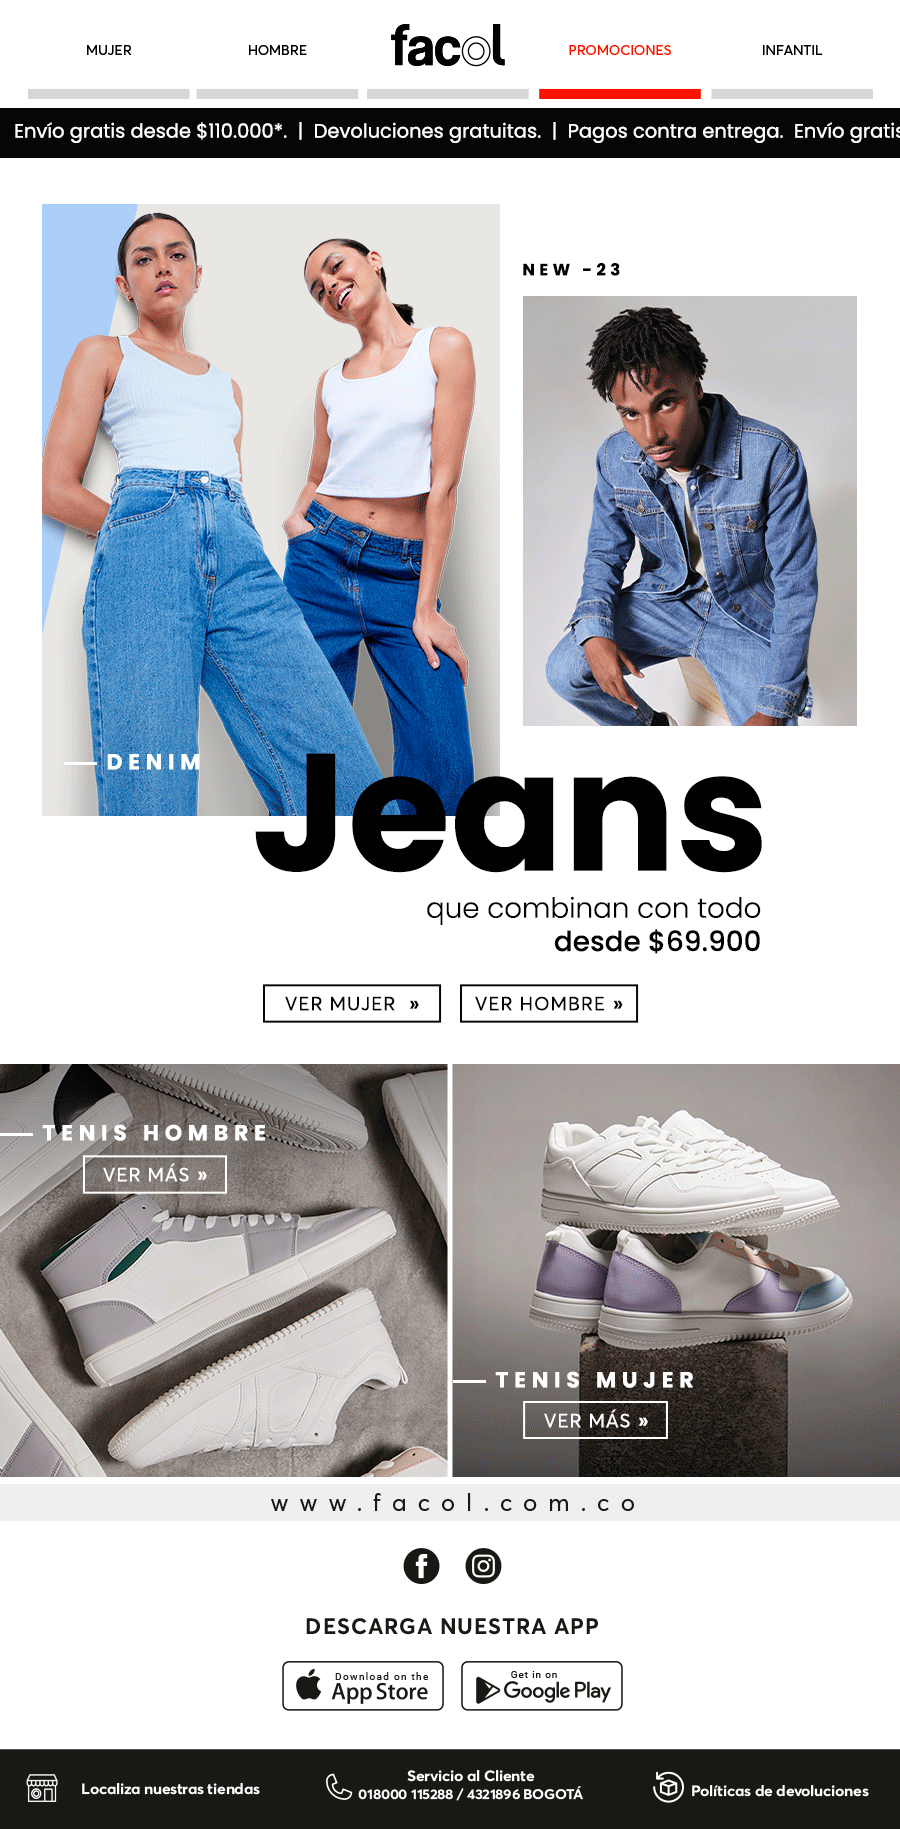 MUJER
HOMBRE
facol
PROMOCIONES
INFANTIL
Envío gratis desde $110.000*. | Devoluciones gratuitas. | Pagos contra entrega. Envío gratis
NEW -23
DENIM
Jeans
que combinan con todo
desde $69.900
VER MUJER »
VER HOMBRE »
TENIS HOMBRE
VER MÁS »
TENIS MUJER
VER MÁS »
www.facol.com.co
DESCARGA NUESTRA APP
Download on the
App Store
Get in on
Google Play
Localiza nuestras tiendas
Servicio al Cliente
018000 115288 / 4321896 BOGOTÁ
Políticas de devoluciones